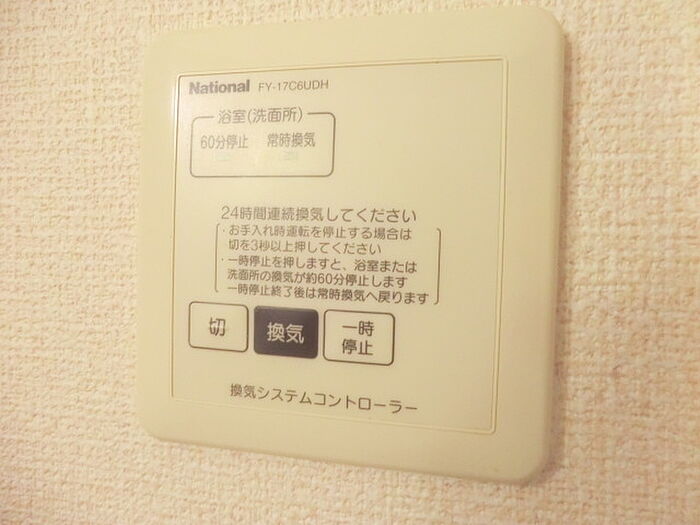 National FY-17C6UDH
浴室(洗面所)
60分停止 常時換気
24時間連続換気してください
・お手入れ時運転を停止する場合は
切を3秒以上押してください
・一時停止を押しますと、浴室または
洗面所の換気が約60分停止します
一時停止終了後は常時換気へ戻ります
切 換気 一時
停止
換気システムコントローラー